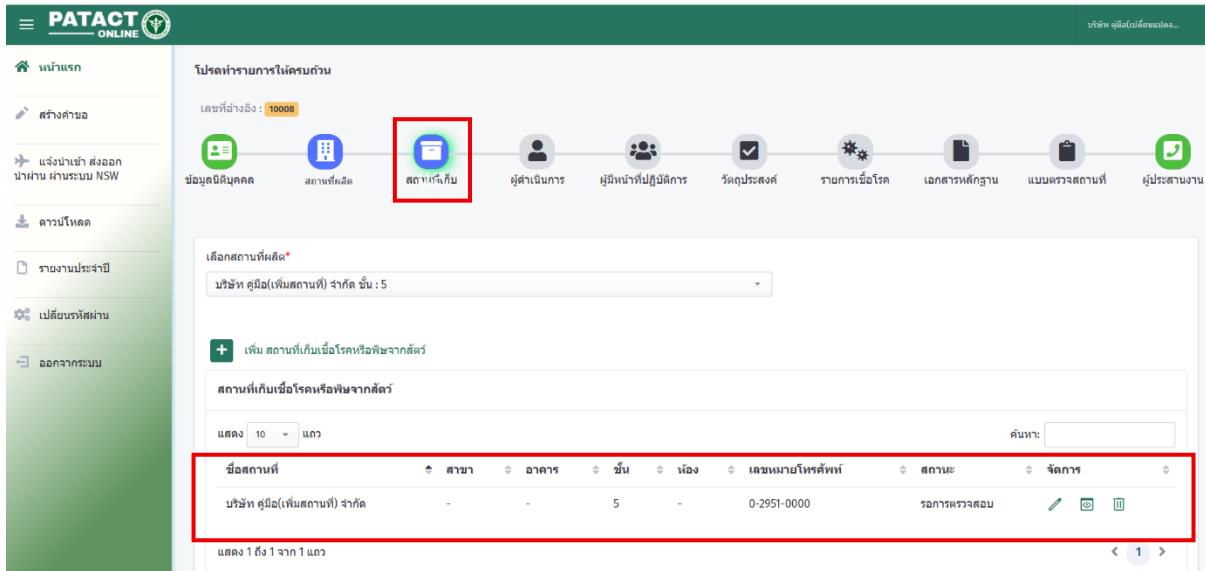 PATACT
ONLINE
บริษัท คู่มือ(เปลี่ยนแปลง...
หน้าแรก
สร้างคำขอ
แจ้งนำเข้า ส่งออก
นำผ่าน ผ่านระบบ NSW
ดาวน์โหลด
รายงานประจำปี
เปลี่ยนรหัสผ่าน
ออกจากระบบ
โปรดทำรายการให้ครบถ้วน
เลขที่อ้างอิง : 10008
ข้อมูลนิติบุคคล
สถานที่ผลิต
สถานที่เก็บ
ผู้ดำเนินการ
ผู้มีหน้าที่ปฏิบัติการ
วัตถุประสงค์
รายการเชื้อโรค
เอกสารหลักฐาน
แบบตรวจสถานที่
ผู้ประสานงาน
เลือกสถานที่ผลิต*
บริษัท คู่มือ(เพิ่มสถานที่) จำกัด ชั้น : 5
เพิ่ม สถานที่เก็บเชื้อโรคหรือพิษจากสัตว์
สถานที่เก็บเชื้อโรคหรือพิษจากสัตว์
แสดง 10 แถว
ค้นหา:
ชื่อสถานที่ สาขา อาคาร ชั้น ห้อง เลขหมายโทรศัพท์ สถานะ จัดการ
บริษัท คู่มือ(เพิ่มสถานที่) จำกัด - - 5 - 0-2951-0000 รอการตรวจสอบ
แสดง 1 ถึง 1 จาก 1 แถว
1